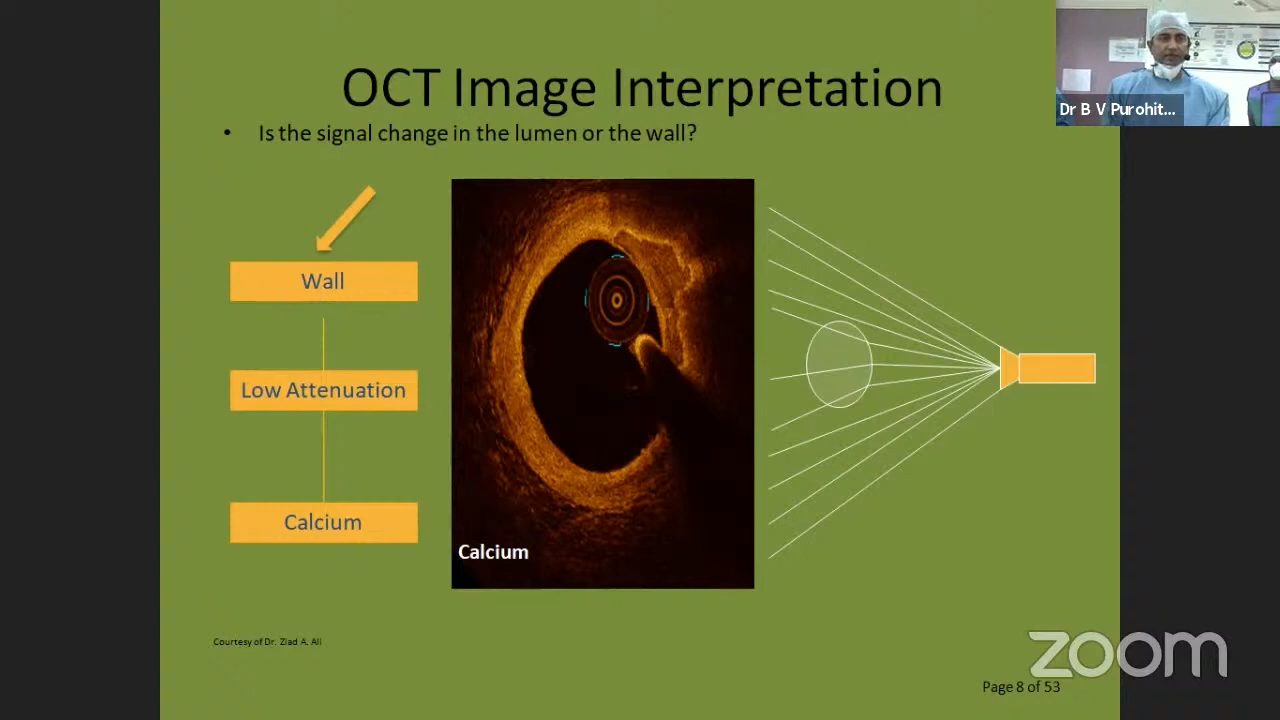 OCT Image Interpretation
• Is the signal change in the lumen or the wall?
Wall
Low Attenuation
Calcium
Calcium
Courtesy of Dr. Ziad A. Ali
Page 8 of 53
Dr B V Purohit...
zoom